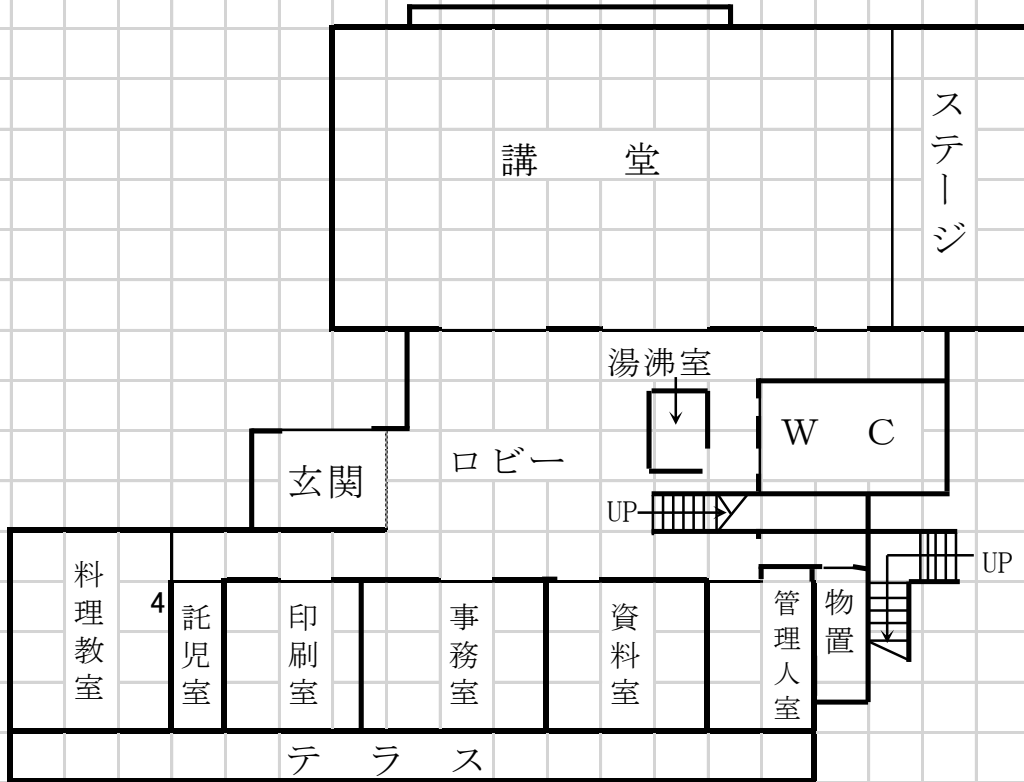 講堂
ステージ
湯沸室
WC
ロビー
玄関
UP
UP
料理教室
4
託児室
印刷室
事務室
資料室
管理人室
物置
テラス